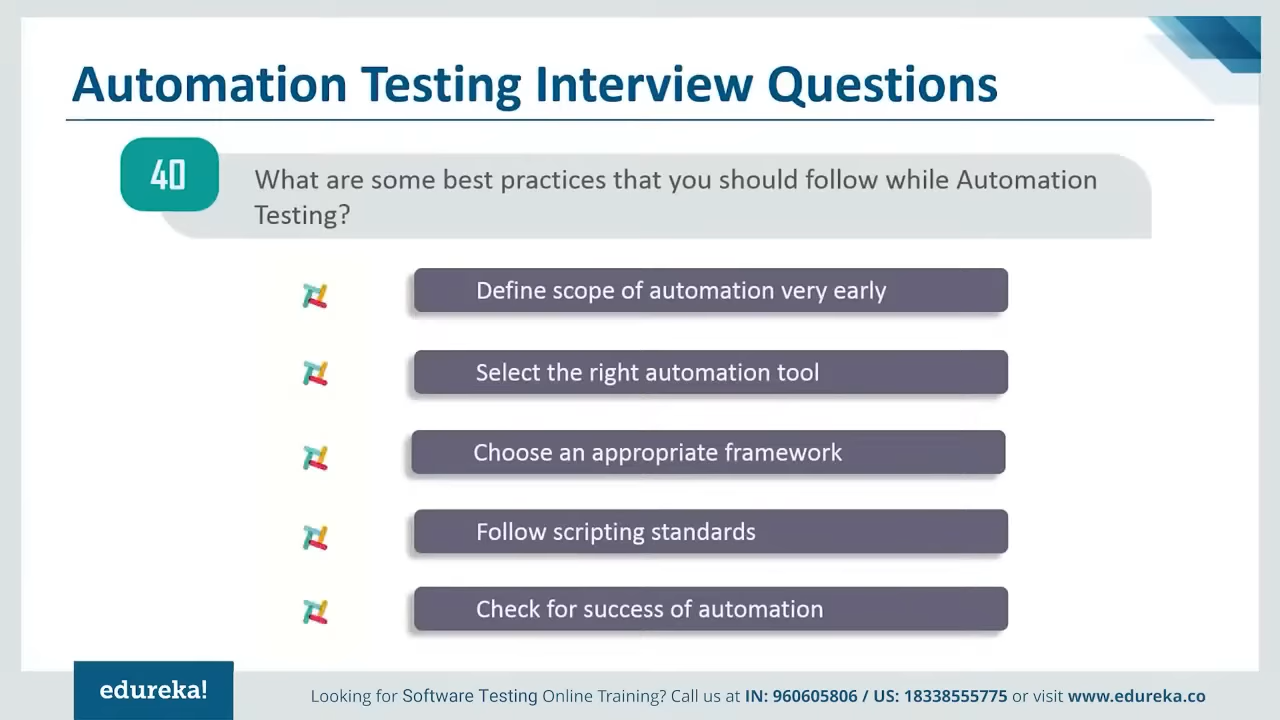 Automation Testing Interview Questions
40
What are some best practices that you should follow while Automation
Testing?
Define scope of automation very early
Select the right automation tool
Choose an appropriate framework
Follow scripting standards
Check for success of automation
edureka!
Looking for Software Testing Online Training? Call us at IN: 960605806 / US: 18338555775 or visit www.edureka.co